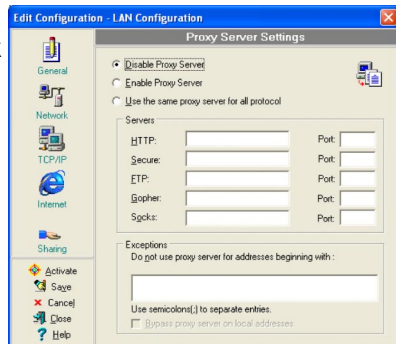 Edit Configuration - LAN Configuration
Proxy Server Settings
General
Network
TCP/IP
Internet
Sharing
Activate
Save
Cancel
Close
Help
Disable Proxy Server
Enable Proxy Server
Use the same proxy server for all protocol
Servers
HTTP: Port:
Secure: Port:
FTP: Port:
Gopher: Port:
Socks: Port:
Exceptions
Do not use proxy server for addresses beginning with :
Use semicolons(;) to separate entries.
Bypass proxy server on local addresses